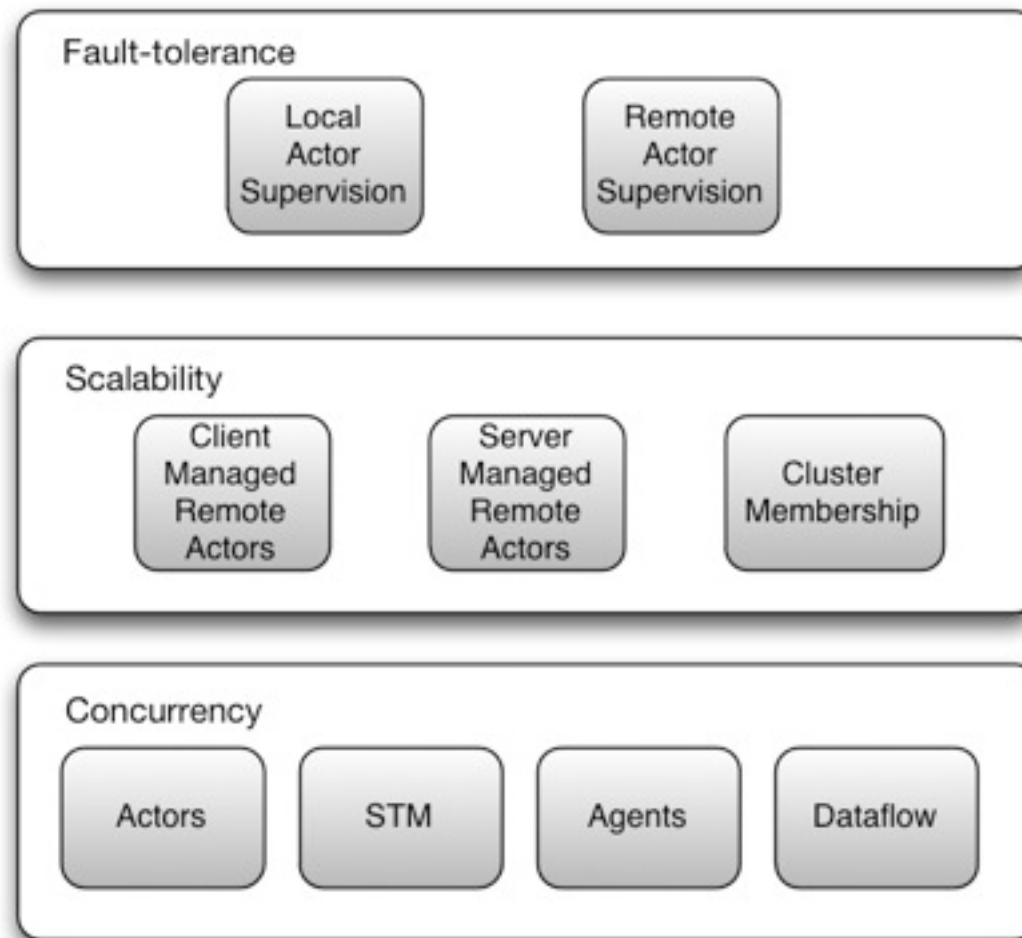 Fault-tolerance
Local
Actor
Supervision
Remote
Actor
Supervision
Scalability
Client
Managed
Remote
Actors
Server
Managed
Remote
Actors
Cluster
Membership
Concurrency
Actors
STM
Agents
Dataflow